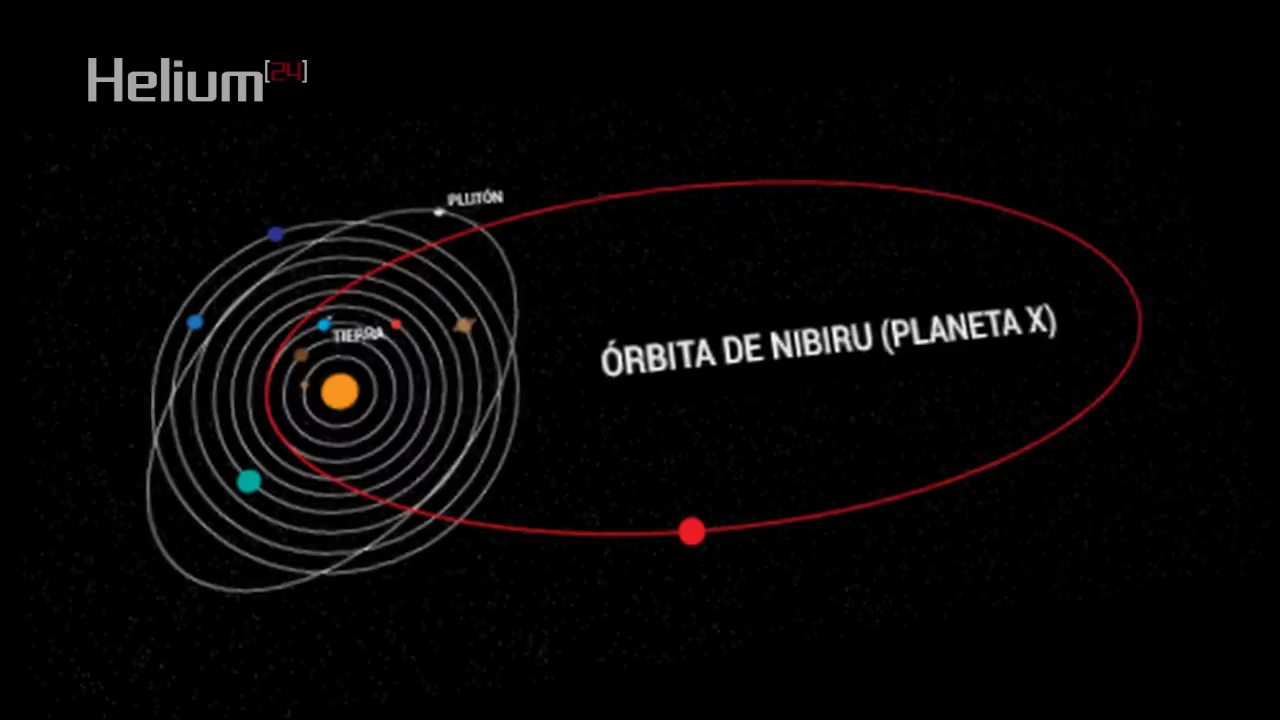 Helium[24]
PLUTÓN
TIERRA
ÓRBITA DE NIBIRU (PLANETA X)